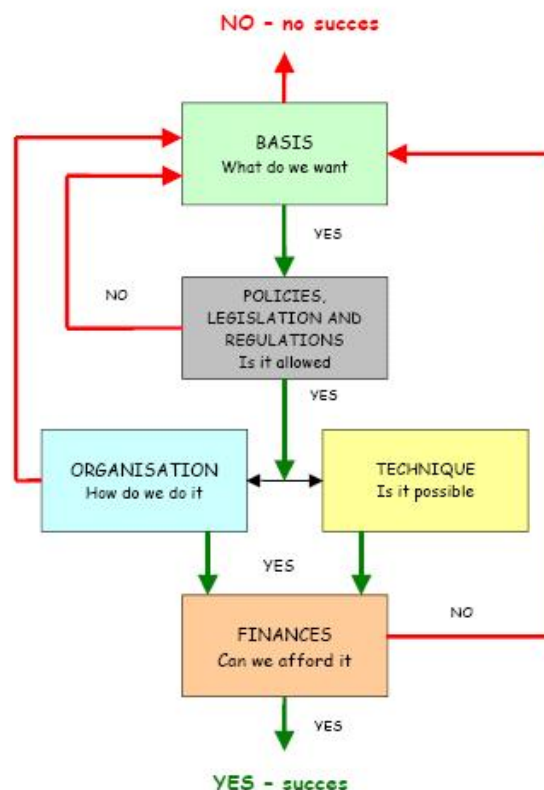 NO - no succes
BASIS
What do we want
YES
NO
POLICIES,
LEGISLATION AND
REGULATIONS
Is it allowed
YES
ORGANISATION
How do we do it
TECHNIQUE
Is it possible
YES
FINANCES
Can we afford it
NO
YES
YES - succes